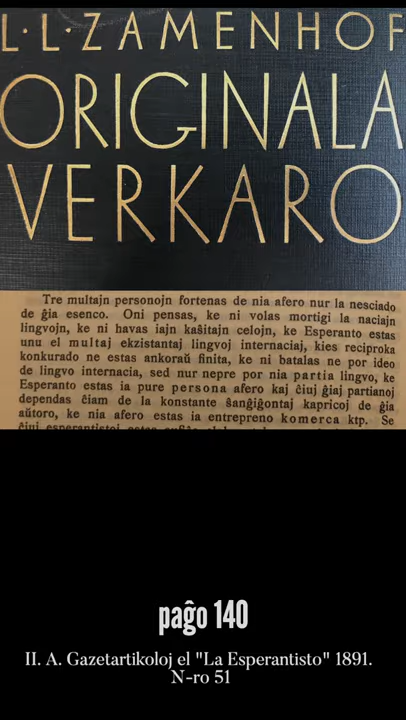 L·L·ZAMENHOF
ORIGINALA
VERKARO
Tre multajn personojn fortenas de nia afero nur la nesciado
de ĝia esenco. Oni pensas, ke ni volas mortigi la naciajn
lingvojn, ke ni havas iajn kaŝitajn celojn, ke Esperanto estas
unu el multaj ekzistantaj lingvoj internaciaj, kies reciproka
konkurado ne estas ankoraŭ finita, ke ni batalas ne por ideo
de lingvo internacia, sed nur nepre por nia partia lingvo, ke
Esperanto estas ia pure persona afero kaj ĉiuj ĝiaj partianoj
dependas ĉiam de la konstante ŝanĝiĝontaj kapricoj de ĝia
aŭtoro, ke nia afero estas ia entrepreno komerca ktp. Se
ĉiuj esperantistoj
paĝo 140
II. A. Gazetartikoloj el "La Esperantisto" 1891.
N-ro 51